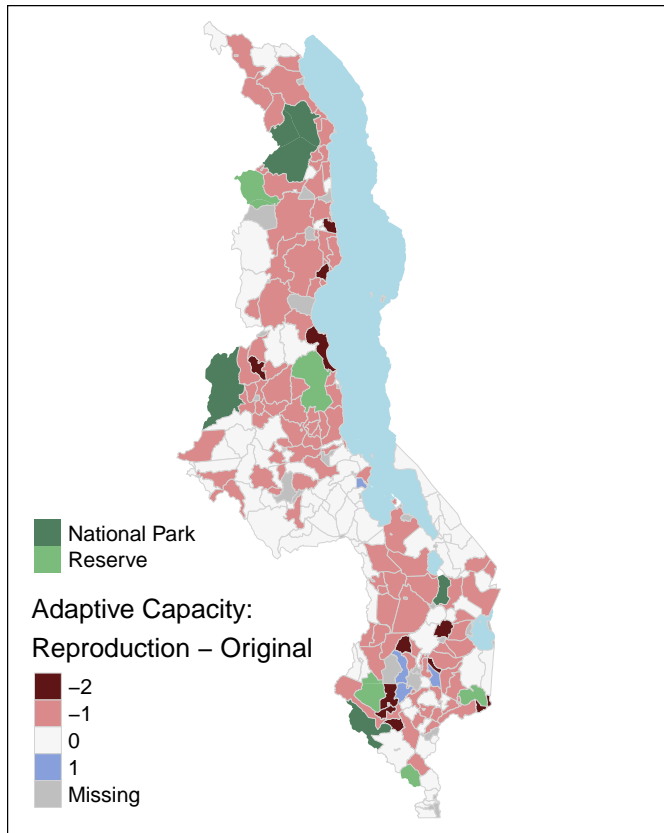 National Park
Reserve
Adaptive Capacity:
Reproduction − Original
−2
−1
0
1
Missing